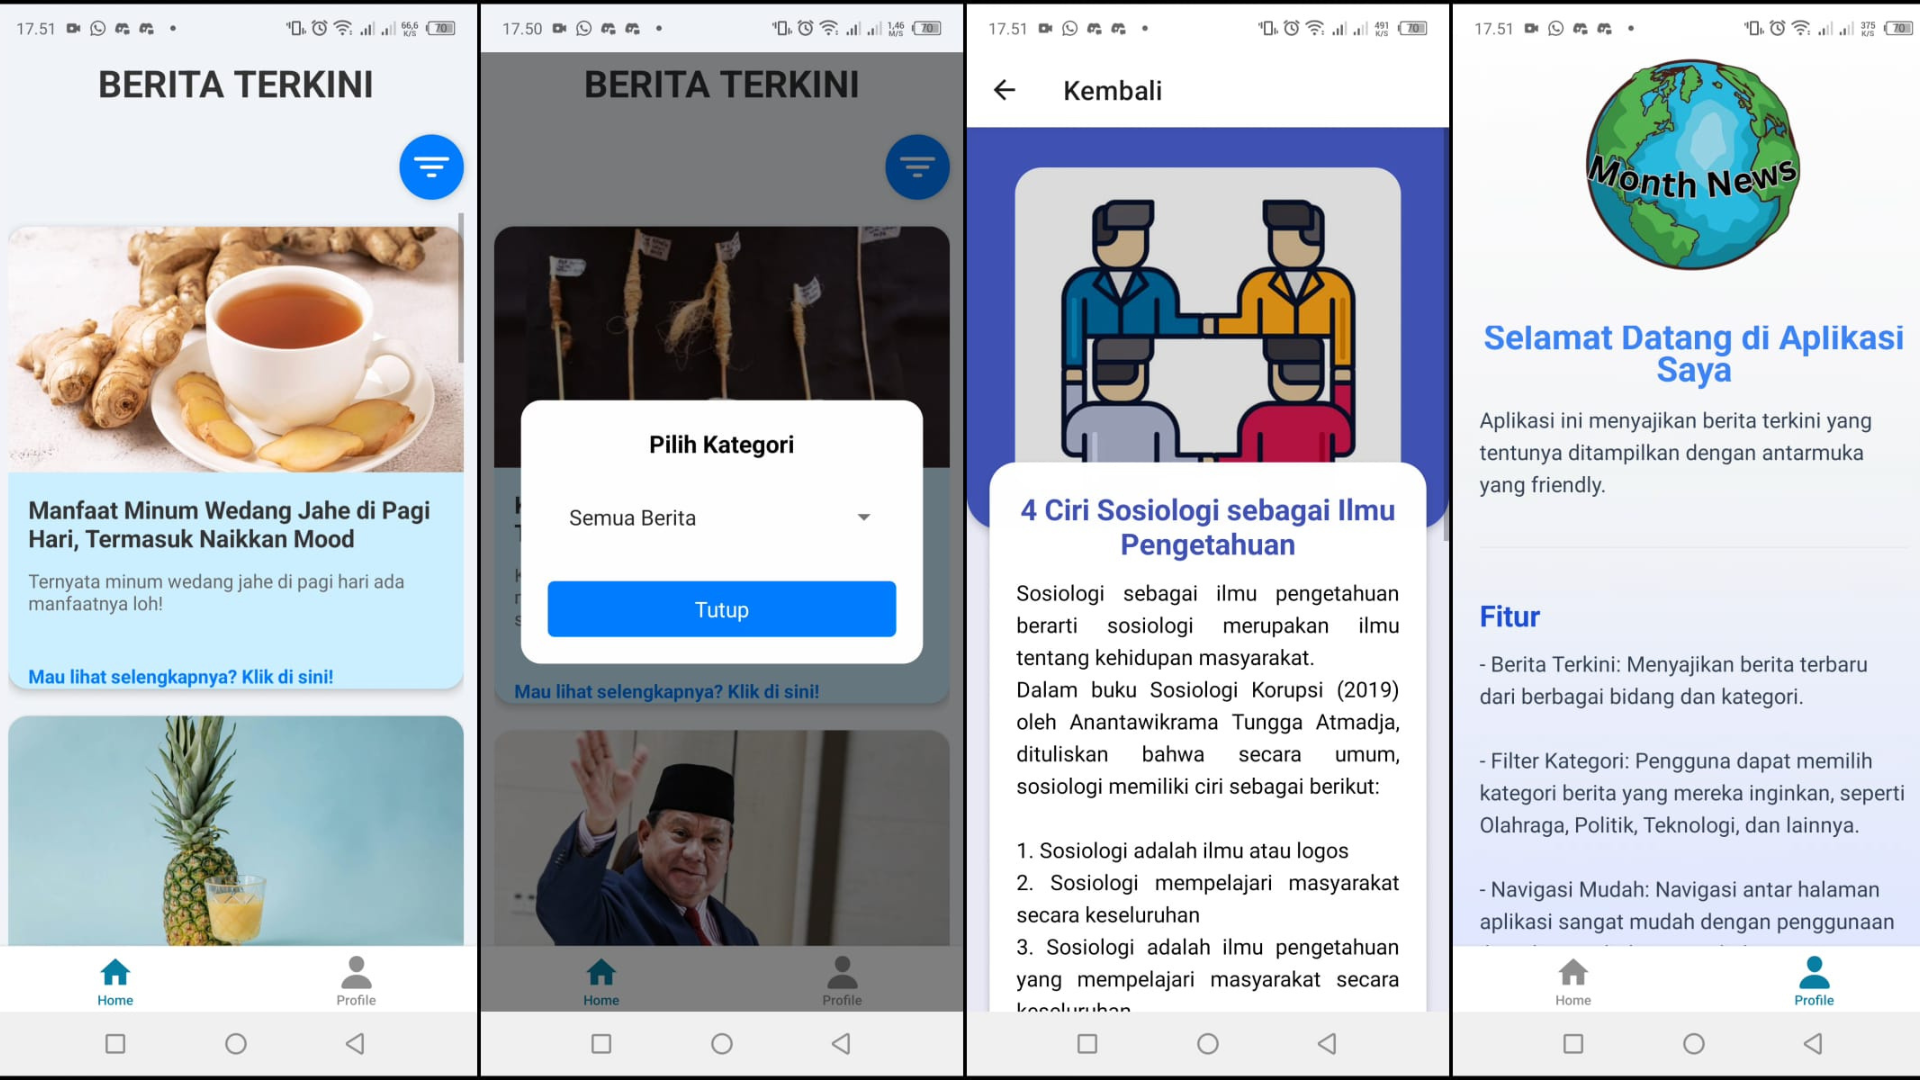 17.51
66,6
K/S
70
BERITA TERKINI
Manfaat Minum Wedang Jahe di Pagi
Hari, Termasuk Naikkan Mood
Ternyata minum wedang jahe di pagi hari ada
manfaatnya loh!
Mau lihat selengkapnya? Klik di sini!
Home
Profile
17.50
1,46
M/S
70
BERITA TERKINI
Pilih Kategori
Semua Berita
Tutup
Mau lihat selengkapnya? Klik di sini!
Home
Profile
17.51
491
K/S
70
Kembali
4 Ciri Sosiologi sebagai Ilmu
Pengetahuan
Sosiologi sebagai ilmu pengetahuan
berarti sosiologi merupakan ilmu
tentang kehidupan masyarakat.
Dalam buku Sosiologi Korupsi (2019)
oleh Anantawikrama Tungga Atmadja,
dituliskan bahwa secara umum,
sosiologi memiliki ciri sebagai berikut:
1. Sosiologi adalah ilmu atau logos
2. Sosiologi mempelajari masyarakat
secara keseluruhan
3. Sosiologi adalah ilmu pengetahuan
yang mempelajari masyarakat secara
keseluruhan
17.51
375
K/S
70
Month News
Selamat Datang di Aplikasi
Saya
Aplikasi ini menyajikan berita terkini yang
tentunya ditampilkan dengan antarmuka
yang friendly.
Fitur
- Berita Terkini: Menyajikan berita terbaru
dari berbagai bidang dan kategori.
- Filter Kategori: Pengguna dapat memilih
kategori berita yang mereka inginkan, seperti
Olahraga, Politik, Teknologi, dan lainnya.
- Navigasi Mudah: Navigasi antar halaman
aplikasi sangat mudah dengan penggunaan
Home
Profile